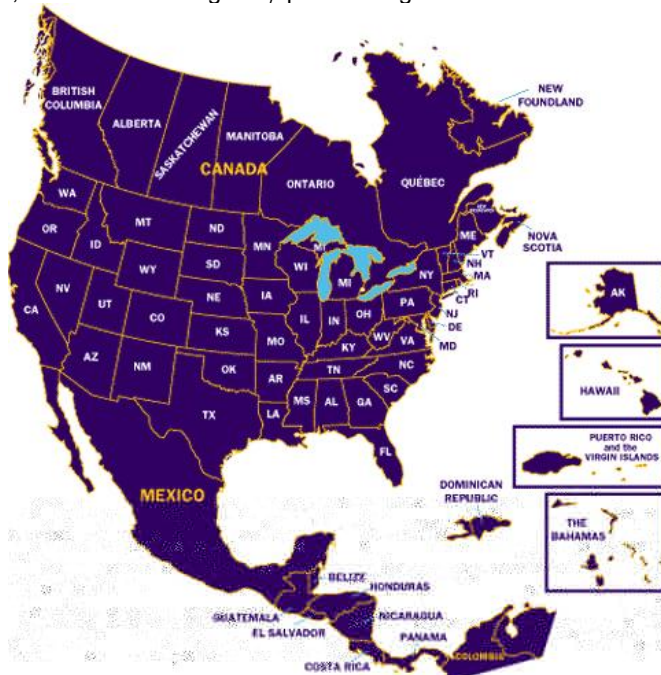 NEW
FOUNDLAND
BRITISH
COLUMBIA
ALBERTA
SASKATCHEWAN
MANITOBA
CANADA
ONTARIO
QUÉBEC
NOVA
SCOTIA
WA
MT
ND
MN
ME
VT
OR
ID
SD
WI
MI
NY
NH
MA
WY
MI
RI
CT
NV
NE
IA
PA
NJ
AK
CA
UT
CO
IL
IN
OH
DE
KS
MO
KY
WV
VA
MD
AZ
NM
OK
TN
NC
AR
SC
HAWAII
TX
LA
MS
AL
GA
FL
PUERTO RICO
and the
VIRGIN ISLANDS
MEXICO
DOMINICAN
REPUBLIC
THE
BAHAMAS
BELIZE
HONDURAS
GUATEMALA
NICARAGUA
EL SALVADOR
PANAMA
COSTA RICA
COLOMBIA